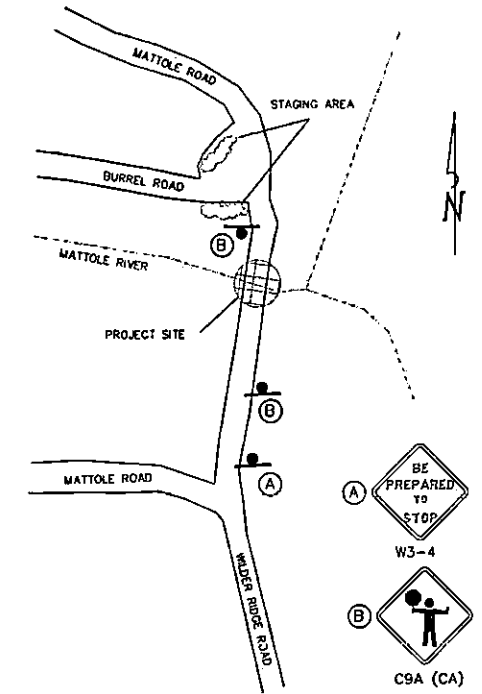 MATTOLE ROAD
STAGING AREA
BURREL ROAD
B
N
MATTOLE RIVER
PROJECT SITE
B
A
MATTOLE ROAD
WILDER RIDGE ROAD
A
BE
PREPARED
TO
STOP
W3-4
B
C9A (CA)